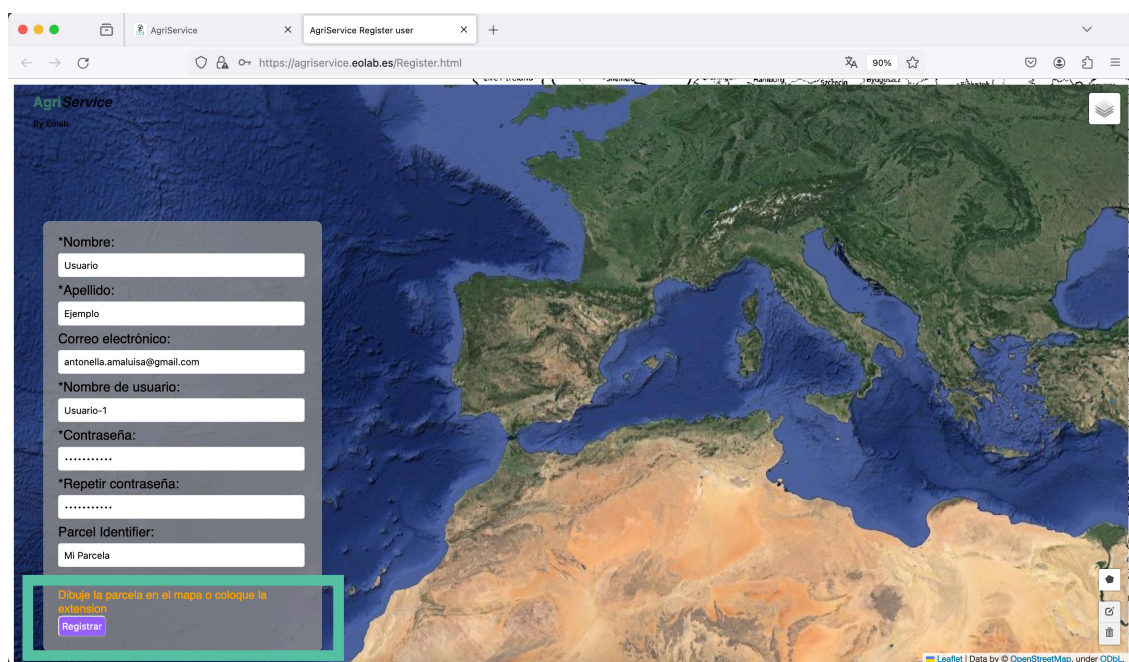 AgriService
AgriService Register user
https://agriservice.eolab.es/Register.html
90%
AgriService
By Eolab.
*Nombre:
Usuario
*Apellido:
Ejemplo
Correo electrónico:
antonella.amaluisa@gmail.com
*Nombre de usuario:
Usuario-1
*Contraseña:
•••••••••••
*Repetir contraseña:
•••••••••••
Parcel Identifier:
Mi Parcela
Dibuje la parcela en el mapa o coloque la
extension
Registrar
Leaflet | Data by © OpenStreetMap, under ODbL.